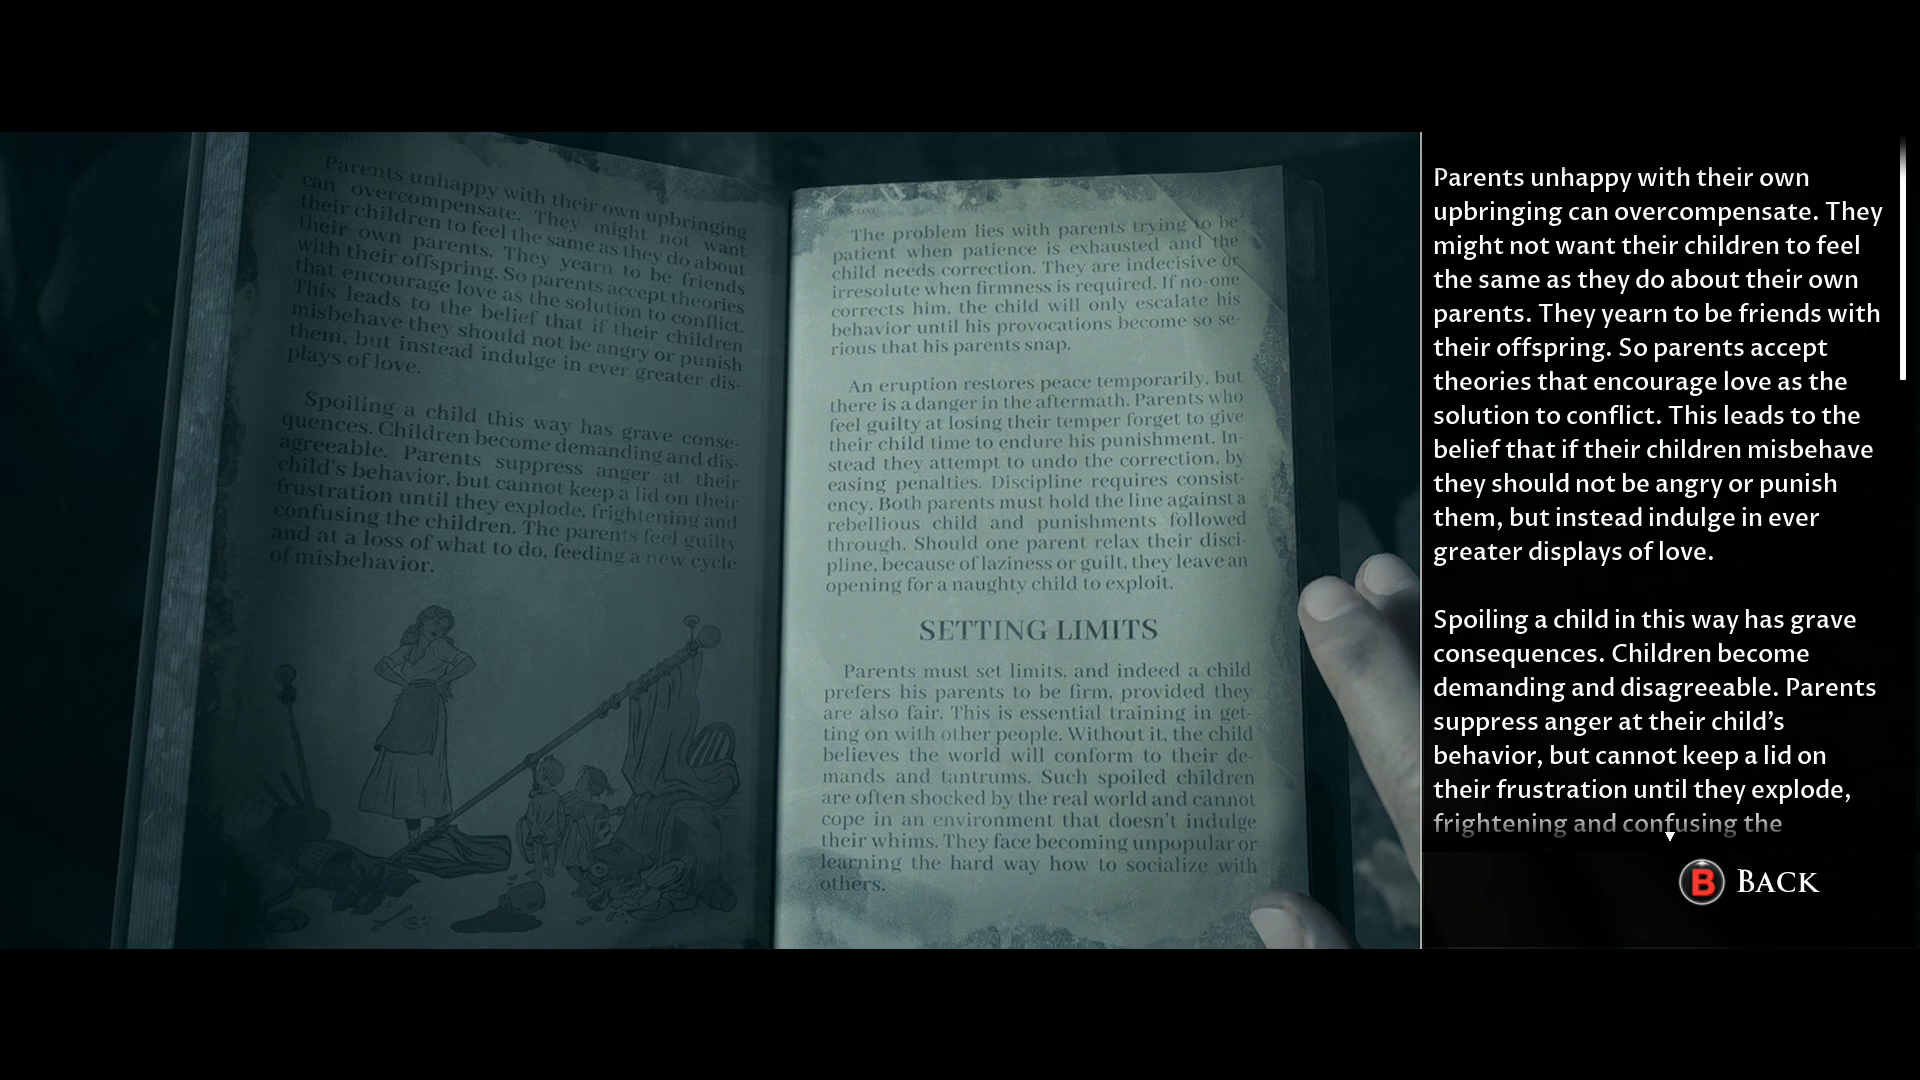 Parents unhappy with their own upbringing
can overcompensate. They might not want
their children to feel the same as they do about
their own parents. They yearn to be friends
with their offspring. So parents accept theories
that encourage love as the solution to conflict.
This leads to the belief that if their children
misbehave they should not be angry or punish
them, but instead indulge in ever greater dis-
plays of love.
Spoiling a child this way has grave conse-
quences. Children become demanding and dis-
agreeable. Parents suppress anger at their
child's behavior, but cannot keep a lid on their
frustration until they explode, frightening and
confusing the children. The parents feel guilty
and at a loss of what to do, feeding a new cycle
of misbehavior.
The problem lies with parents trying to be
patient when patience is exhausted and the
child needs correction. They are indecisive or
irresolute when firmness is required. If no-one
corrects him, the child will only escalate his
behavior until his provocations become so se-
rious that his parents snap.
An eruption restores peace temporarily, but
there is a danger in the aftermath. Parents who
feel guilty at losing their temper forget to give
their child time to endure his punishment. In-
stead they attempt to undo the correction, by
easing penalties. Discipline requires consist-
ency. Both parents must hold the line against a
rebellious child and punishments followed
through. Should one parent relax their disci-
pline, because of laziness or guilt, they leave an
opening for a naughty child to exploit.
SETTING LIMITS
Parents must set limits, and indeed a child
prefers his parents to be firm, provided they
are also fair. This is essential training in get-
ting on with other people. Without it, the child
believes the world will conform to their de-
mands and tantrums. Such spoiled children
are often shocked by the real world and cannot
cope in an environment that doesn't indulge
their whims. They face becoming unpopular or
learning the hard way how to socialize with
others.
Parents unhappy with their own
upbringing can overcompensate. They
might not want their children to feel
the same as they do about their own
parents. They yearn to be friends with
their offspring. So parents accept
theories that encourage love as the
solution to conflict. This leads to the
belief that if their children misbehave
they should not be angry or punish
them, but instead indulge in ever
greater displays of love.
Spoiling a child in this way has grave
consequences. Children become
demanding and disagreeable. Parents
suppress anger at their child's
behavior, but cannot keep a lid on
their frustration until they explode,
frightening and confusing the
B BACK